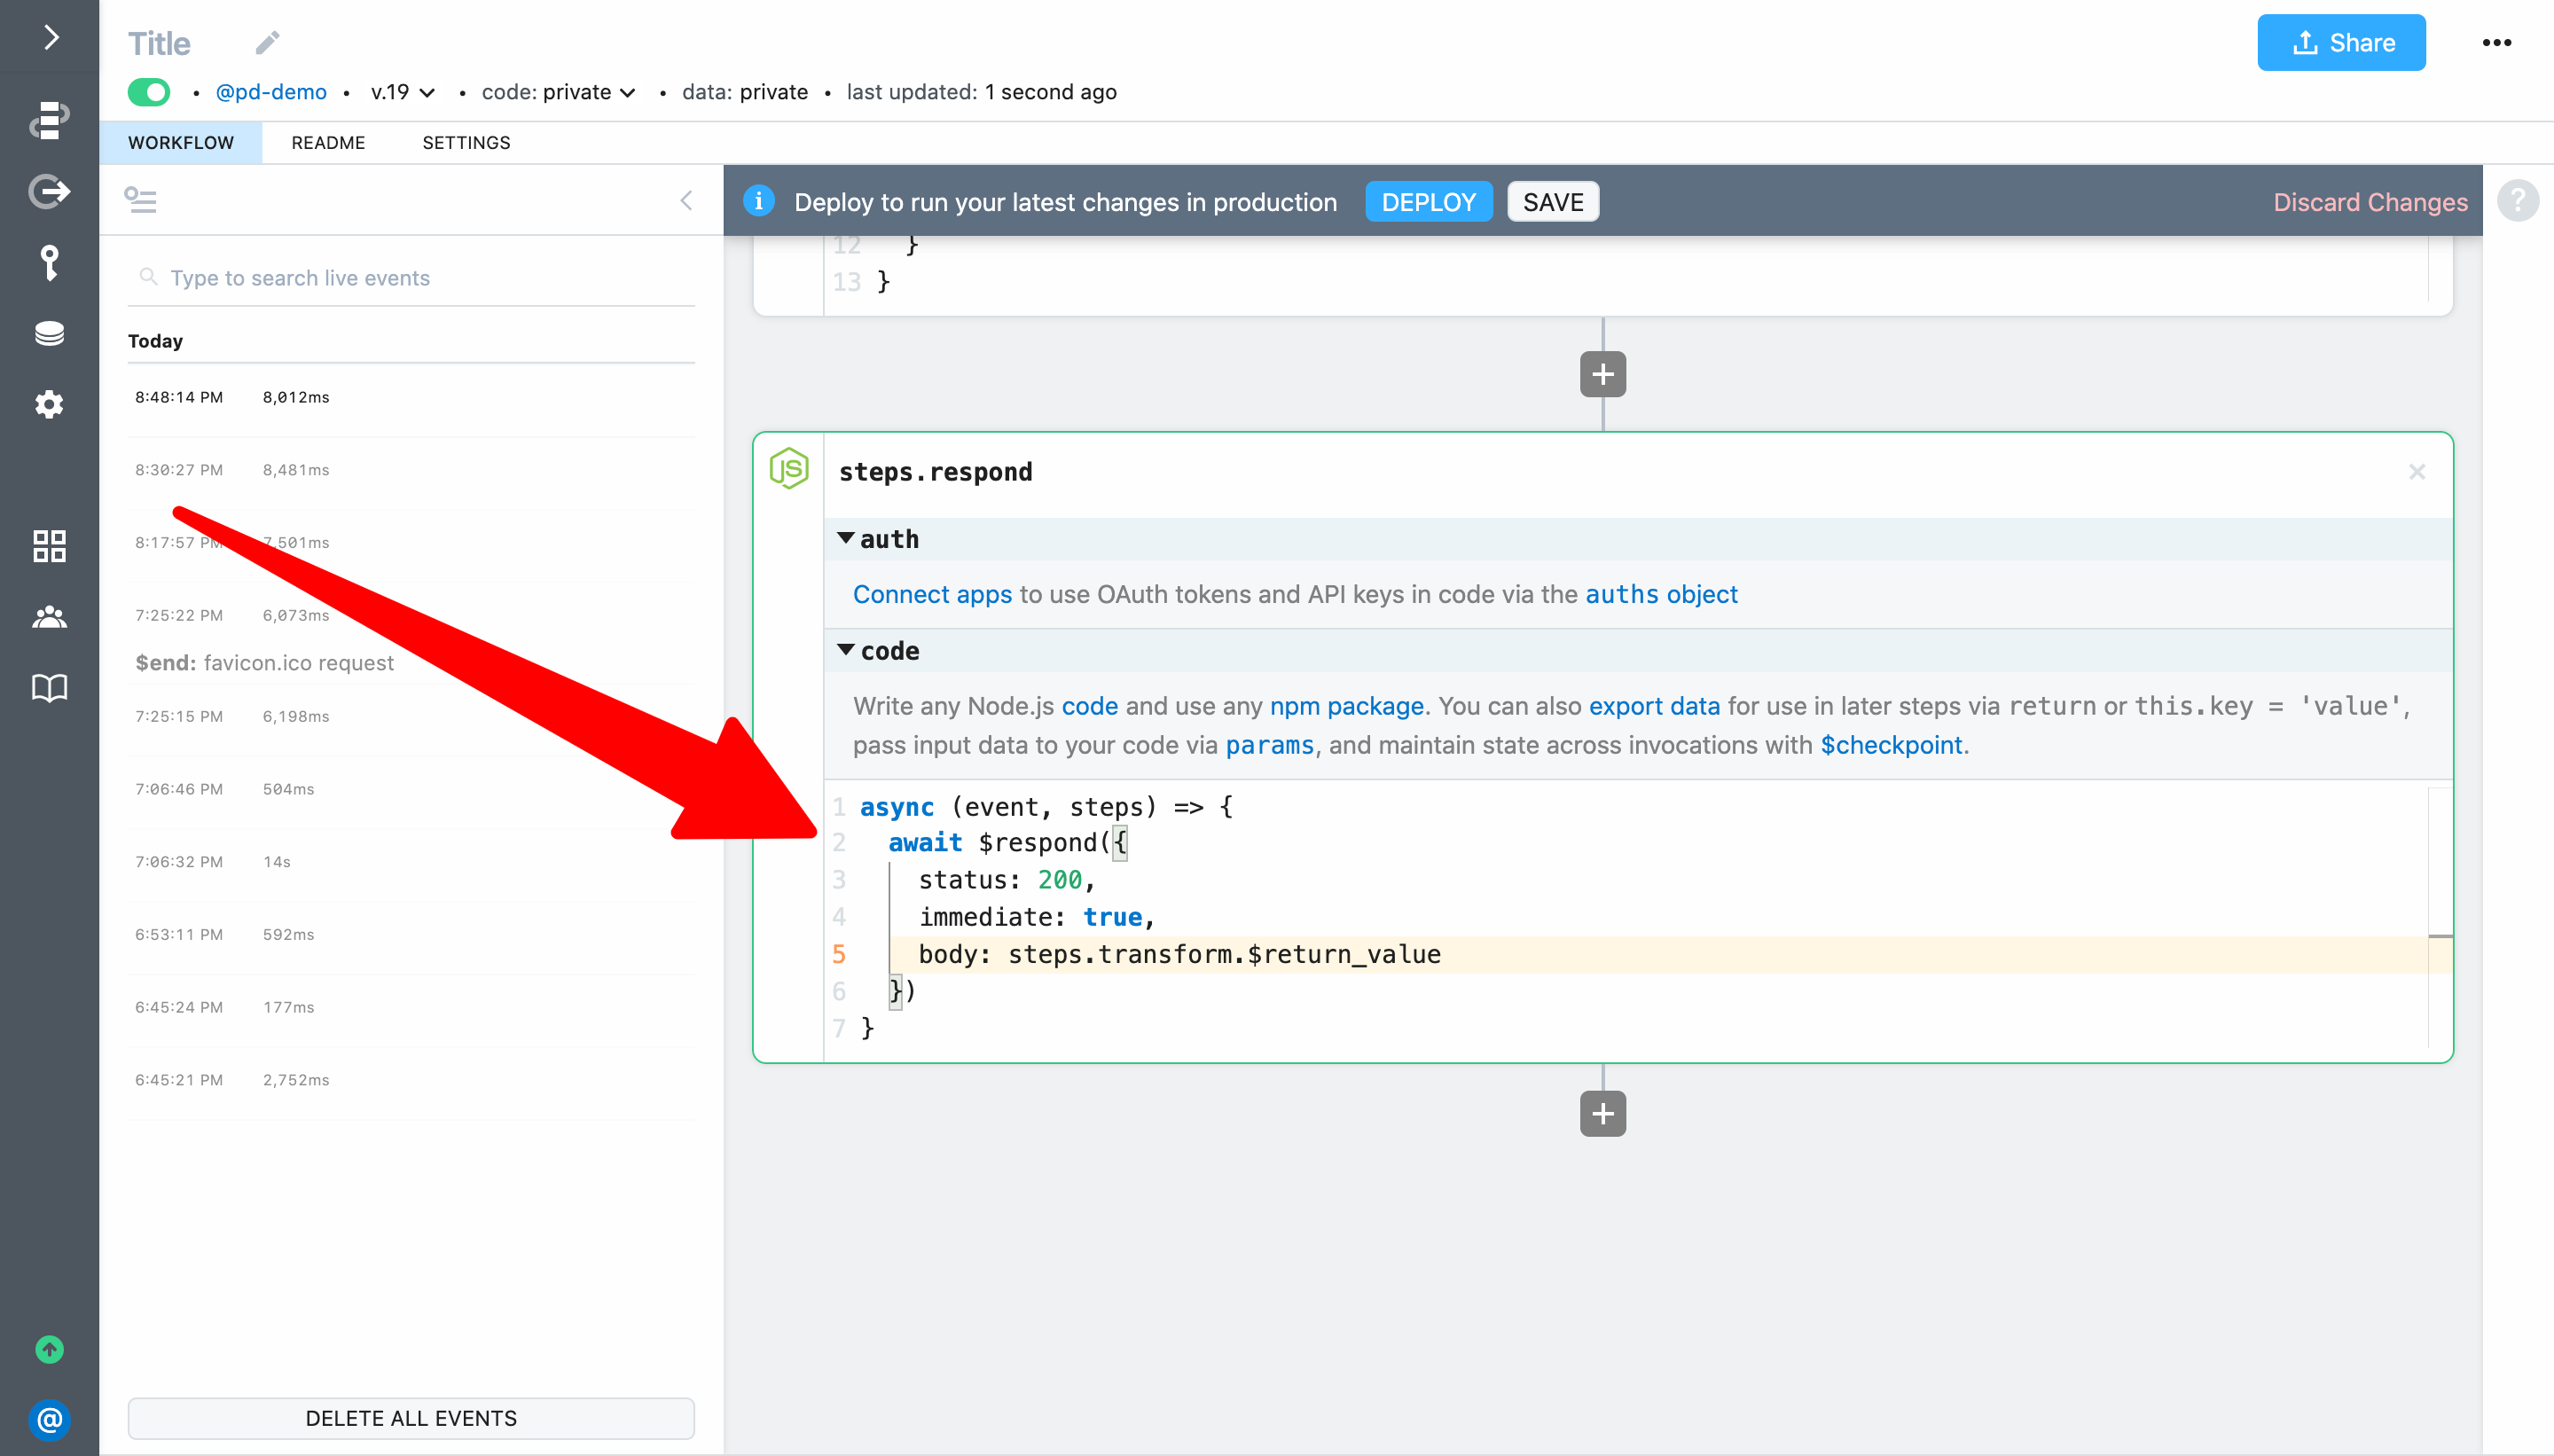 Title
Share
@pd-demo • v.19 • code: private • data: private • last updated: 1 second ago
WORKFLOW README SETTINGS
Deploy to run your latest changes in production DEPLOY SAVE Discard Changes
?
Type to search live events
Today
8:48:14 PM 8,012ms
8:30:27 PM 8,481ms
8:17:57 PM 7,501ms
7:25:22 PM 6,073ms
$end: favicon.ico request
7:25:15 PM 6,198ms
7:06:46 PM 504ms
7:06:32 PM 14s
6:53:11 PM 592ms
6:45:24 PM 177ms
6:45:21 PM 2,752ms
DELETE ALL EVENTS
12 }
13 }
JS
steps.respond
auth
Connect apps to use OAuth tokens and API keys in code via the auths object
code
Write any Node.js code and use any npm package. You can also export data for use in later steps via return or this.key = 'value',
pass input data to your code via params, and maintain state across invocations with $checkpoint.
1 async (event, steps) => {
2 await $respond({
3 status: 200,
4 immediate: true,
5 body: steps.transform.$return_value
6 })
7 }